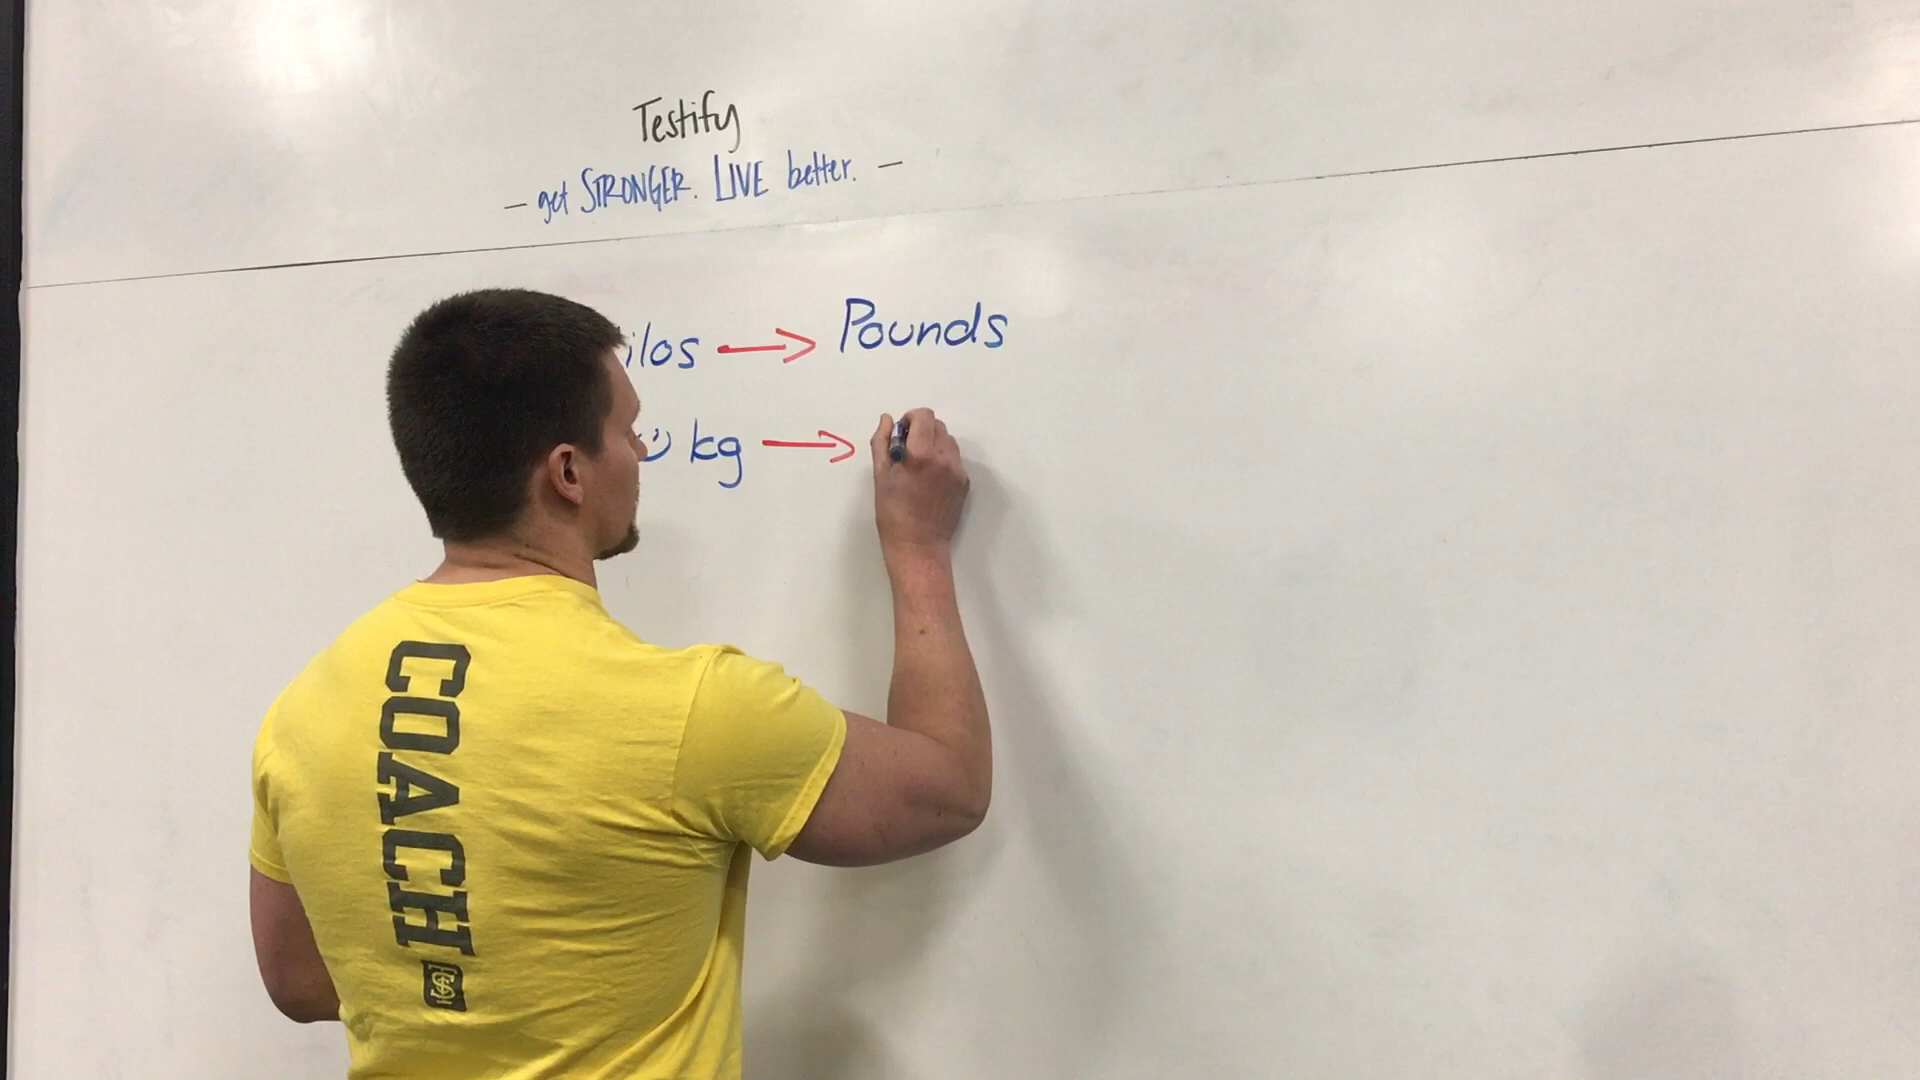 Testify
- get STRONGER. LIVE better. -
ilos → Pounds
kg →
COACH